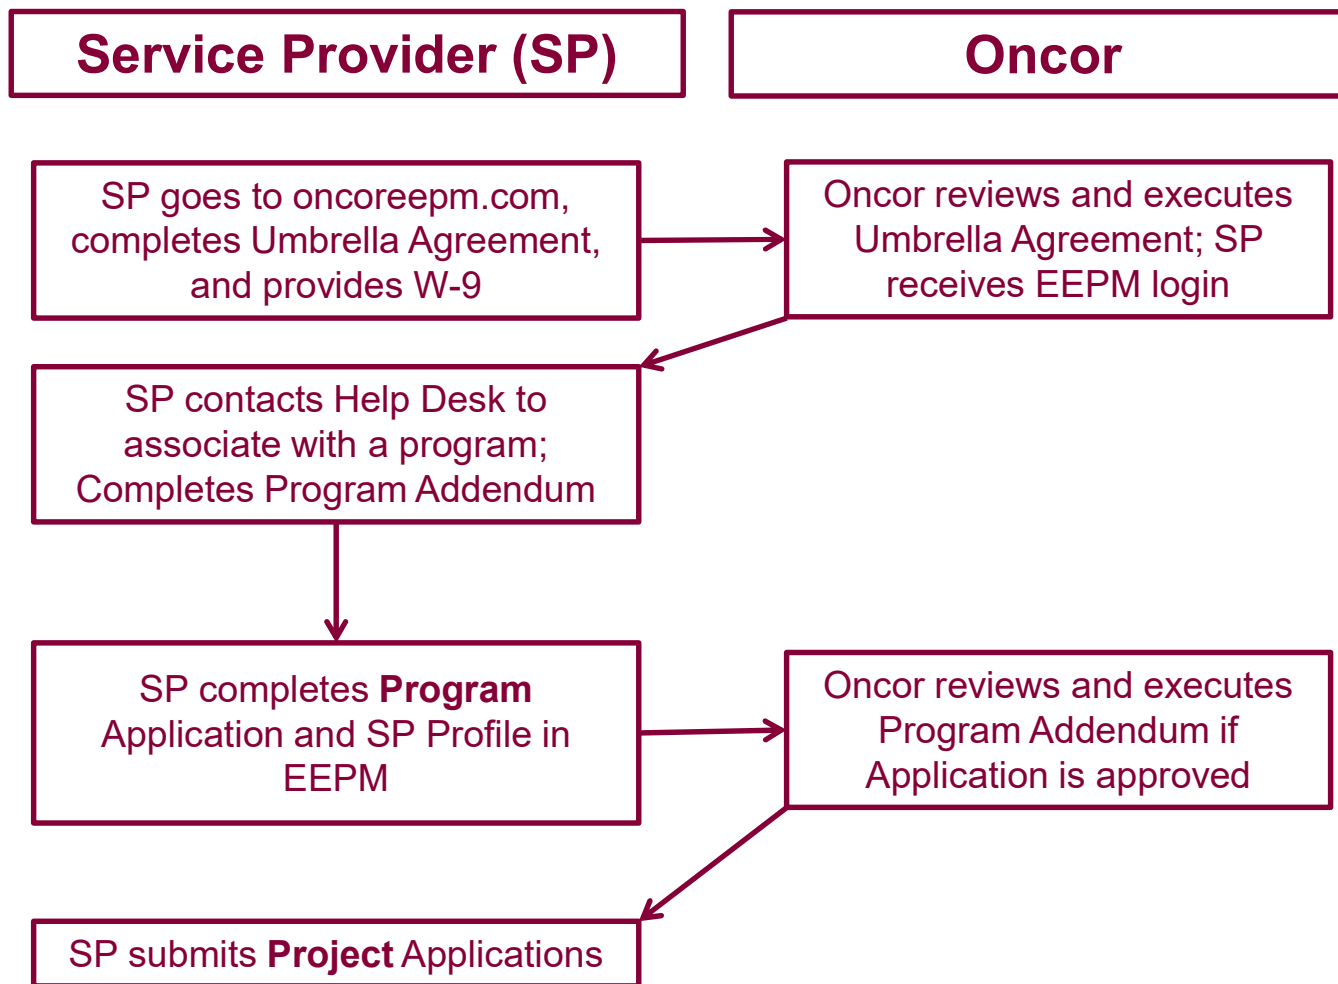 Service Provider (SP)
Oncor
SP goes to oncoreepm.com,
completes Umbrella Agreement,
and provides W-9
Oncor reviews and executes
Umbrella Agreement; SP
receives EEPM login
SP contacts Help Desk to
associate with a program;
Completes Program Addendum
SP completes Program
Application and SP Profile in
EEPM
Oncor reviews and executes
Program Addendum if
Application is approved
SP submits Project Applications